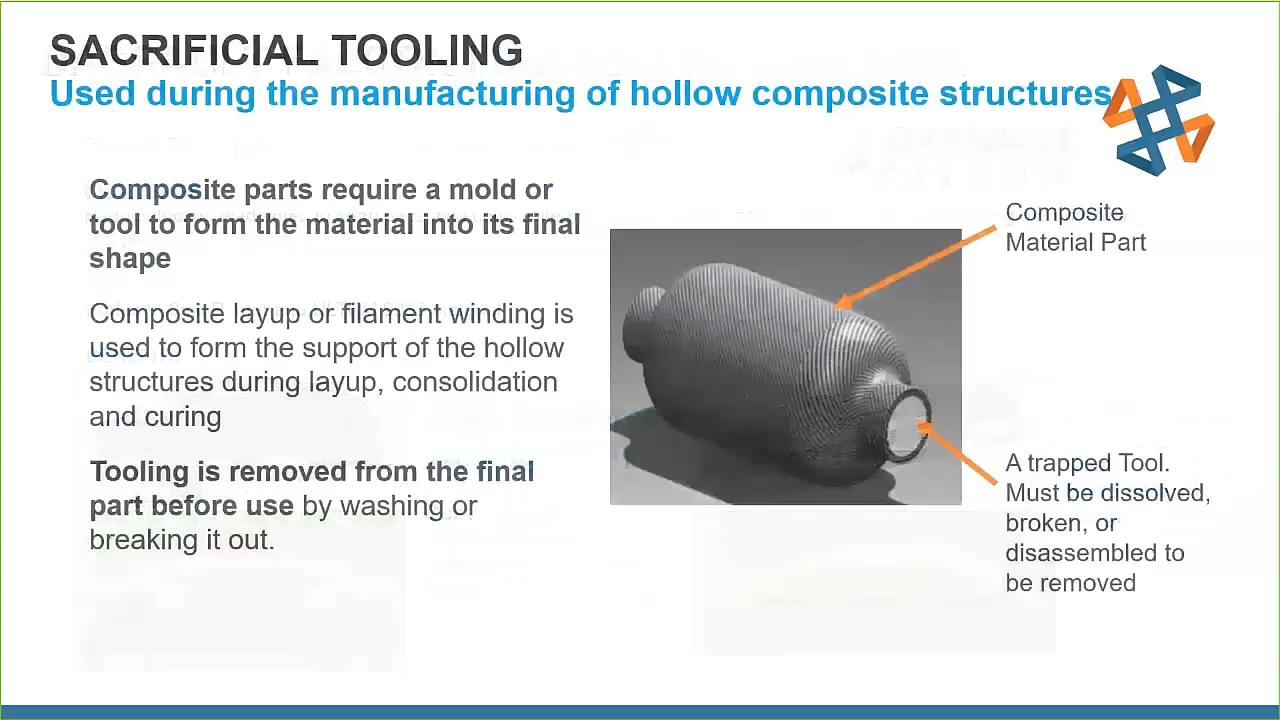 SACRIFICIAL TOOLING
Used during the manufacturing of hollow composite structures
Composite parts require a mold or
tool to form the material into its final
shape
Composite layup or filament winding is
used to form the support of the hollow
structures during layup, consolidation
and curing
Tooling is removed from the final
part before use by washing or
breaking it out.
Composite
Material Part
A trapped Tool.
Must be dissolved,
broken, or
disassembled to
be removed